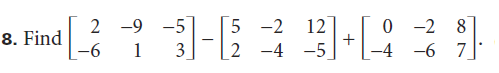 8. Find [2 −9 −5; −6 1 3] − [5 −2 12; 2 −4 −5] + [0 −2 8; −4 −6 7].